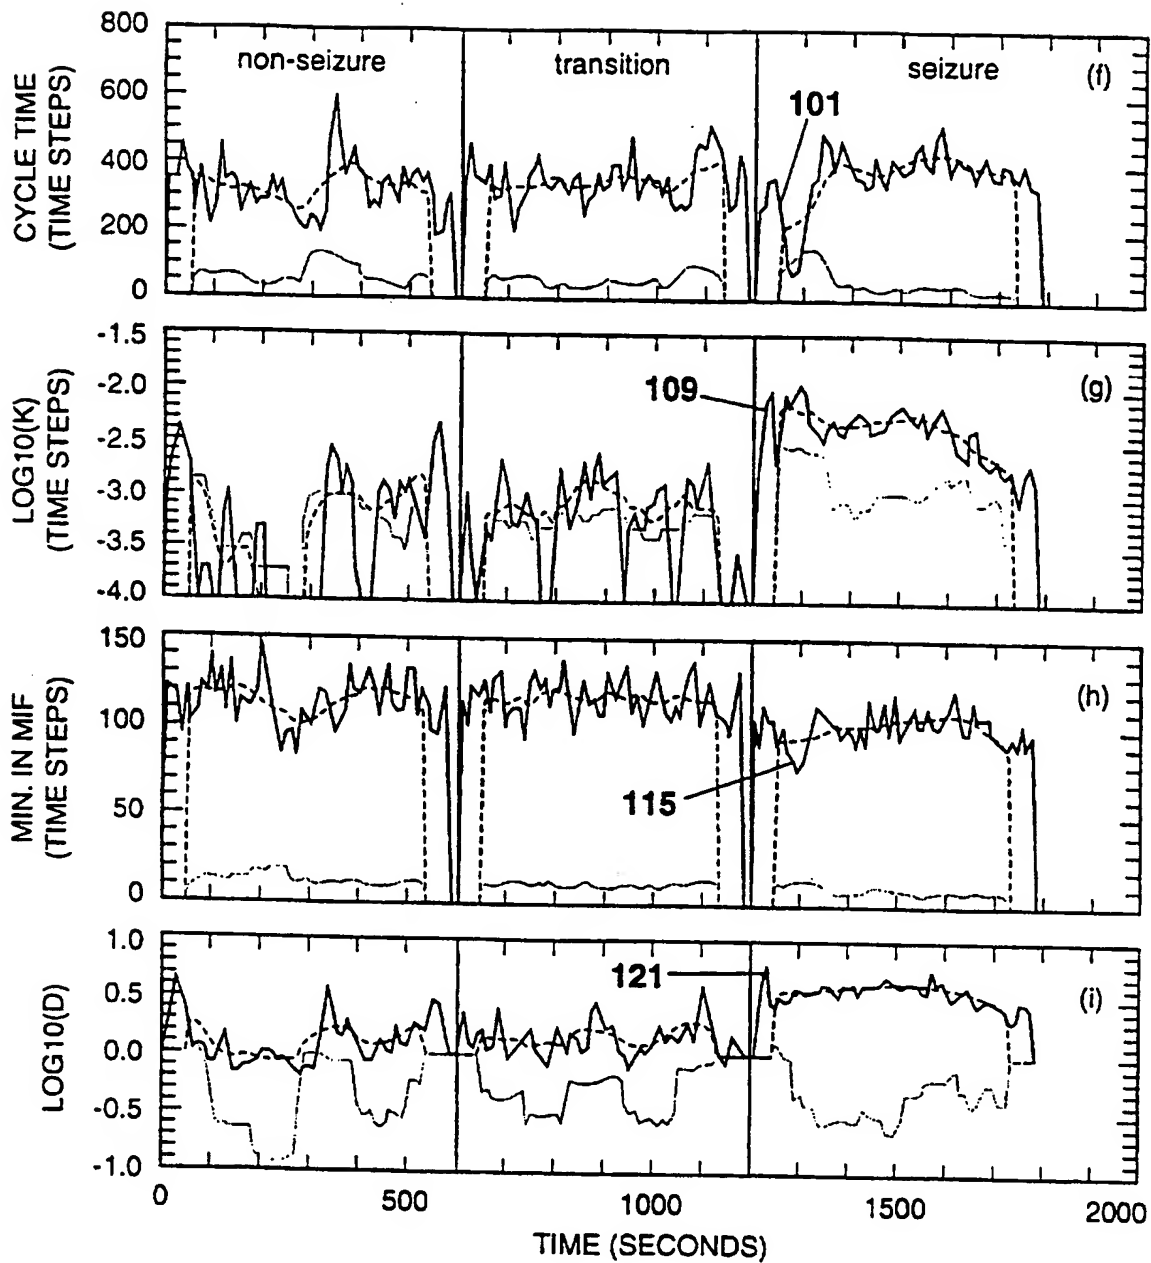 800
600
400
200
0
CYCLE TIME
(TIME STEPS)
non-seizure
transition
seizure
(f)
101
-1.5
-2.0
-2.5
-3.0
-3.5
-4.0
LOG10(K)
(TIME STEPS)
109
(g)
150
100
50
0
MIN. IN MIF
(TIME STEPS)
115
(h)
1.0
0.5
0.0
-0.5
-1.0
LOG10(D)
121
(i)
0
500
1000
1500
2000
TIME (SECONDS)